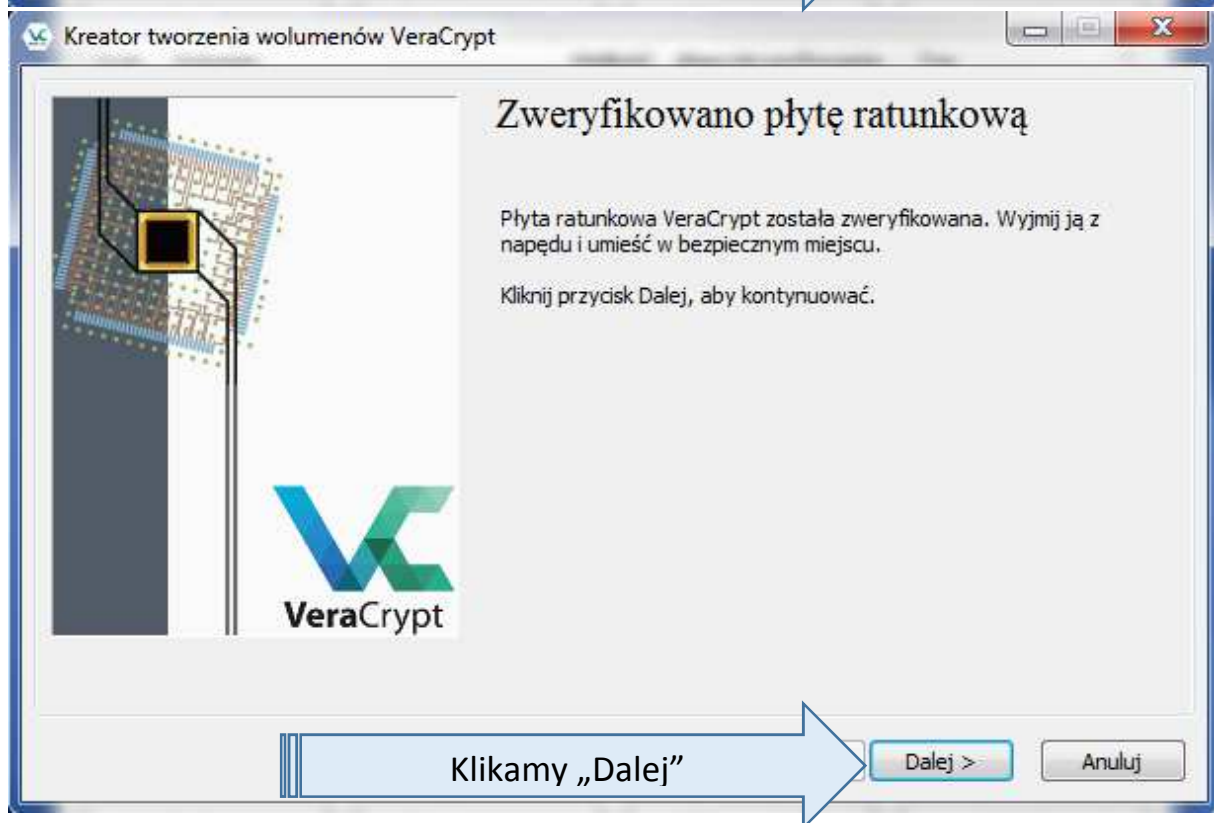 Kreator tworzenia wolumenów VeraCrypt
Zweryfikowano płytę ratunkową
Płyta ratunkowa VeraCrypt została zweryfikowana. Wyjmij ją z
napędu i umieść w bezpiecznym miejscu.
Kliknij przycisk Dalej, aby kontynuować.
VeraCrypt
Klikamy „Dalej”
Dalej >
Anuluj